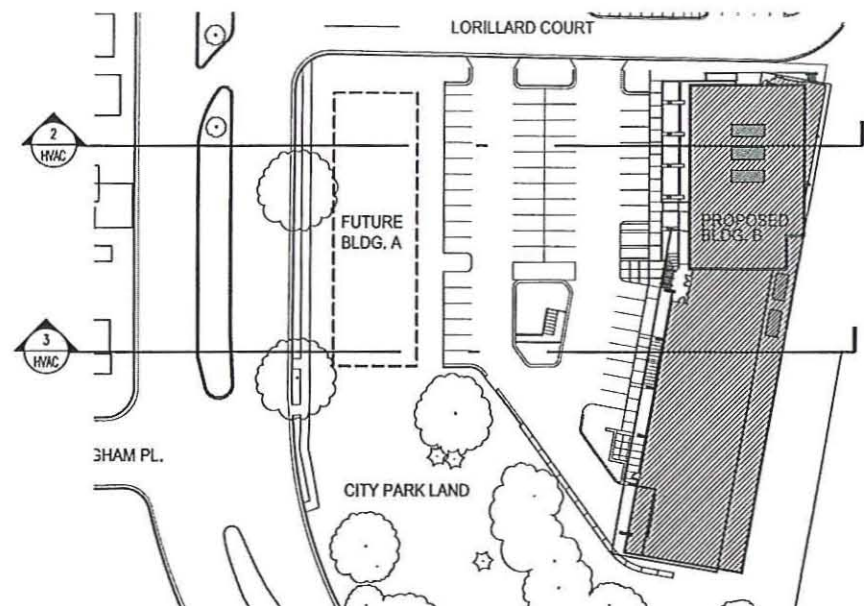 LORILLARD COURT
2
HVAC
FUTURE
BLDG. A
PROPOSED
BLDG. B
3
HVAC
GHAM PL.
CITY PARK LAND